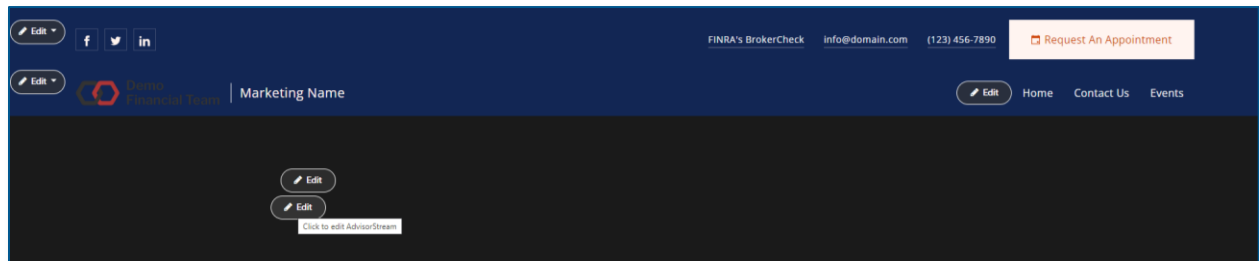 Edit
f in
FINRA's BrokerCheck info@domain.com (123) 456-7890 Request An Appointment
Edit
Demo
Financial Team
Marketing Name
Edit Home Contact Us Events
Edit
Edit
Click to edit AdvisorStream